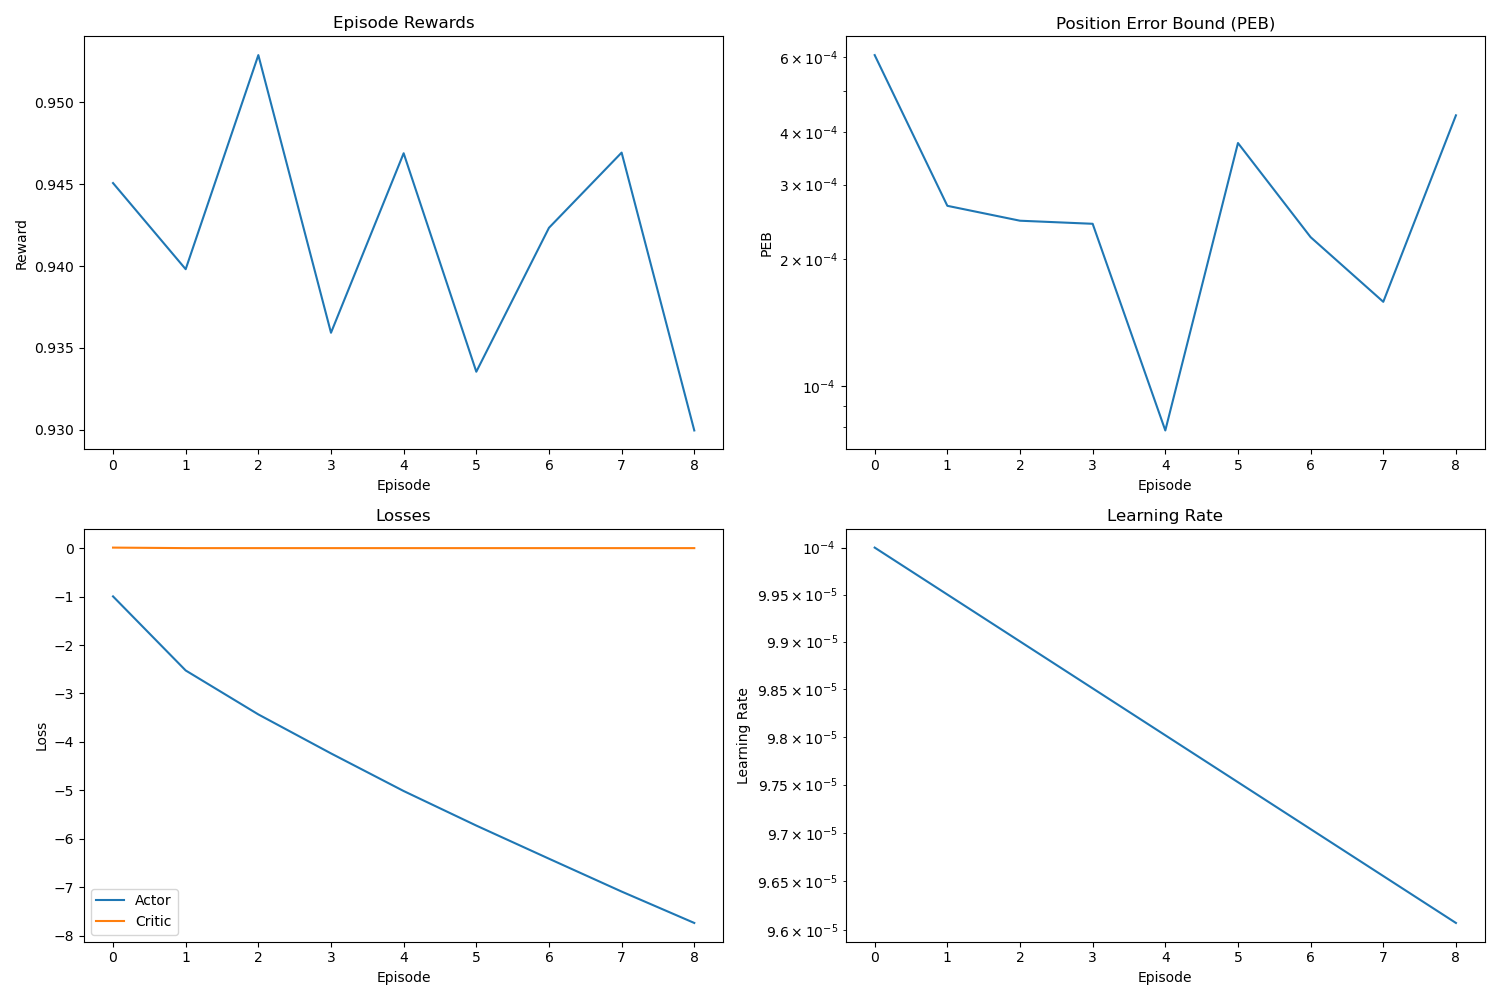 Episode Rewards
Reward
0.950
0.945
0.940
0.935
0.930
0 1 2 3 4 5 6 7 8
Episode
Position Error Bound (PEB)
PEB
6 × 10⁻⁴
4 × 10⁻⁴
3 × 10⁻⁴
2 × 10⁻⁴
10⁻⁴
0 1 2 3 4 5 6 7 8
Episode
Losses
Loss
0
−1
−2
−3
−4
−5
−6
−7
−8
Actor
Critic
0 1 2 3 4 5 6 7 8
Episode
Learning Rate
Learning Rate
10⁻⁴
9.95 × 10⁻⁵
9.9 × 10⁻⁵
9.85 × 10⁻⁵
9.8 × 10⁻⁵
9.75 × 10⁻⁵
9.7 × 10⁻⁵
9.65 × 10⁻⁵
9.6 × 10⁻⁵
0 1 2 3 4 5 6 7 8
Episode